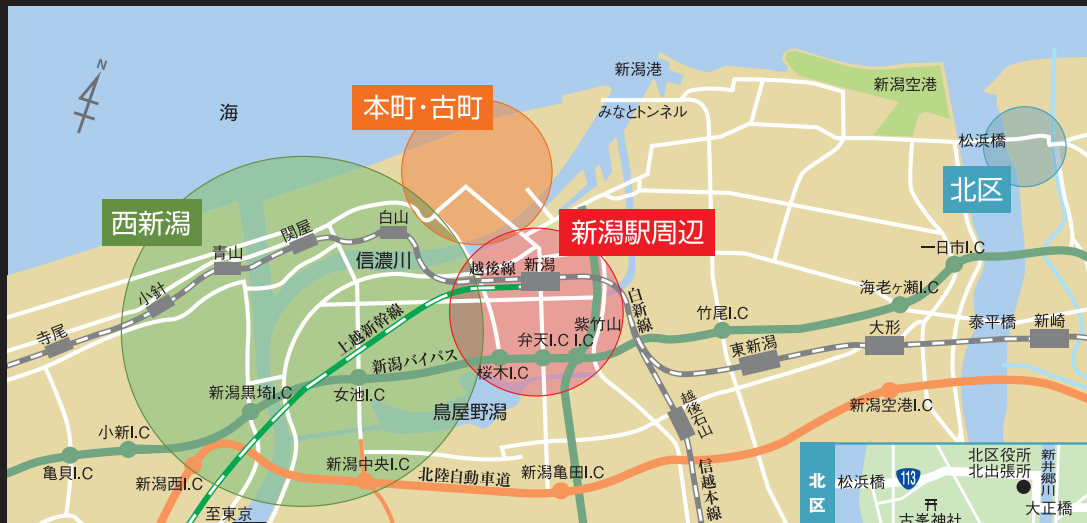 N
海
新潟港
みなとトンネル
新潟空港
本町・古町
松浜橋
北区
西新潟
新潟駅周辺
白山
関屋
青山
信濃川
越後線
新潟
小針
寺尾
一日市I.C
海老ヶ瀬I.C
白新線
竹尾I.C
紫竹山
I.C
弁天I.C
桜木I.C
大形
泰平橋
新崎
東新潟
上越新幹線
新潟バイパス
新潟黒埼I.C
女池I.C
鳥屋野潟
越後石山
新潟空港I.C
小新I.C
亀貝I.C
新潟西I.C
新潟中央I.C
北陸自動車道
新潟亀田I.C
信越本線
至東京
北区
松浜橋
113
北区役所
北出張所
新井郷川
大正橋
古峯神社